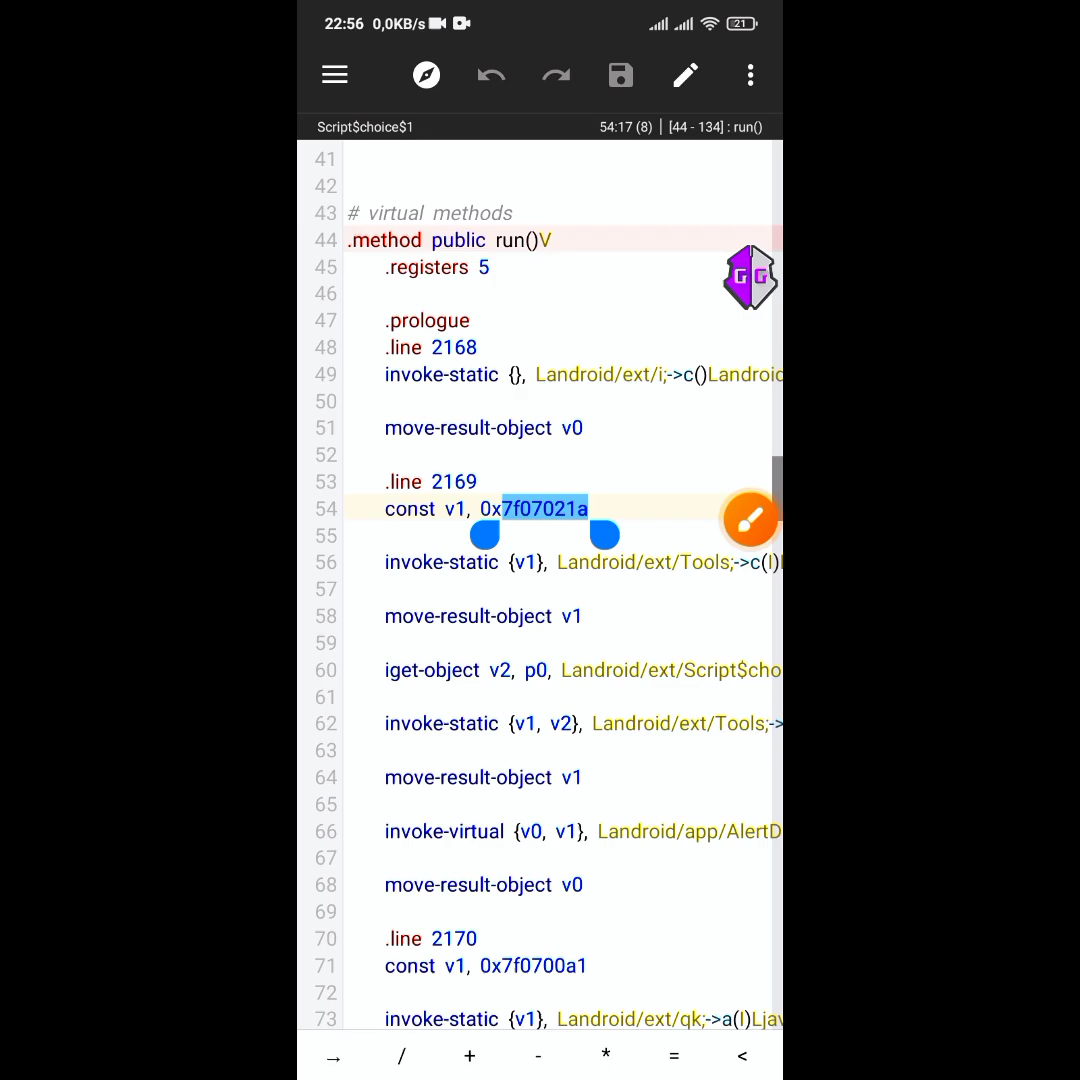 22:56 0,0KB/s 21
Script$choice$1 54:17 (8) | [44 - 134] : run()
41
42
43 # virtual methods
44 .method public run()V
45 .registers 5
46
47 .prologue
48 .line 2168
49 invoke-static {}, Landroid/ext/i;->c()Landroid
50
51 move-result-object v0
52
53 .line 2169
54 const v1, 0x7f07021a
55
56 invoke-static {v1}, Landroid/ext/Tools;->c(I)
57
58 move-result-object v1
59
60 iget-object v2, p0, Landroid/ext/Script$cho
61
62 invoke-static {v1, v2}, Landroid/ext/Tools;->
63
64 move-result-object v1
65
66 invoke-virtual {v0, v1}, Landroid/app/AlertD
67
68 move-result-object v0
69
70 .line 2170
71 const v1, 0x7f0700a1
72
73 invoke-static {v1}, Landroid/ext/qk;->a(I)Ljav
→ / + - * = <
G G